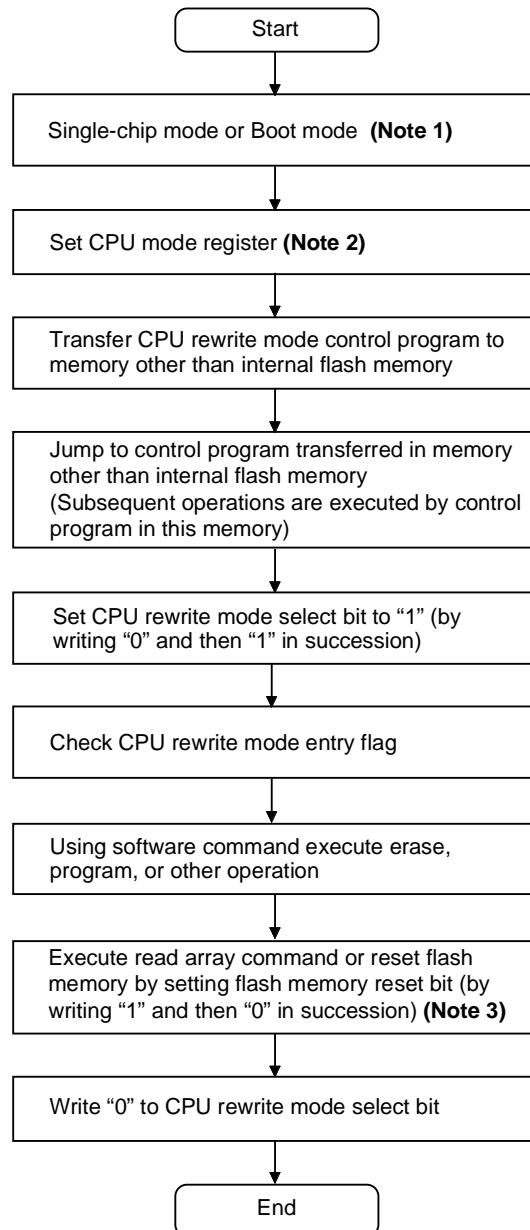 Start
Single-chip mode or Boot mode (Note 1)
Set CPU mode register (Note 2)
Transfer CPU rewrite mode control program to
memory other than internal flash memory
Jump to control program transferred in memory
other than internal flash memory
(Subsequent operations are executed by control
program in this memory)
Set CPU rewrite mode select bit to “1” (by
writing “0” and then “1” in succession)
Check CPU rewrite mode entry flag
Using software command execute erase,
program, or other operation
Execute read array command or reset flash
memory by setting flash memory reset bit (by
writing “1” and then “0” in succession) (Note 3)
Write “0” to CPU rewrite mode select bit
End